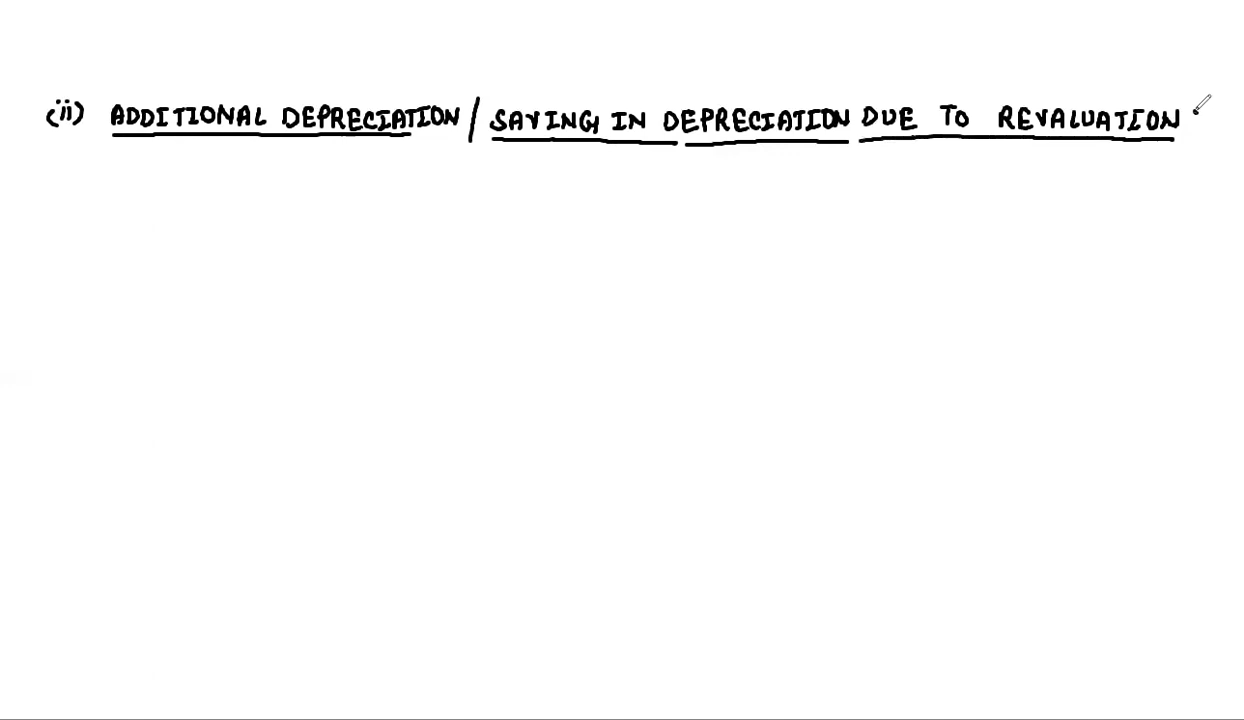 (ii) ADDITIONAL DEPRECIATION / SAVING IN DEPRECIATION DUE TO REVALUATION